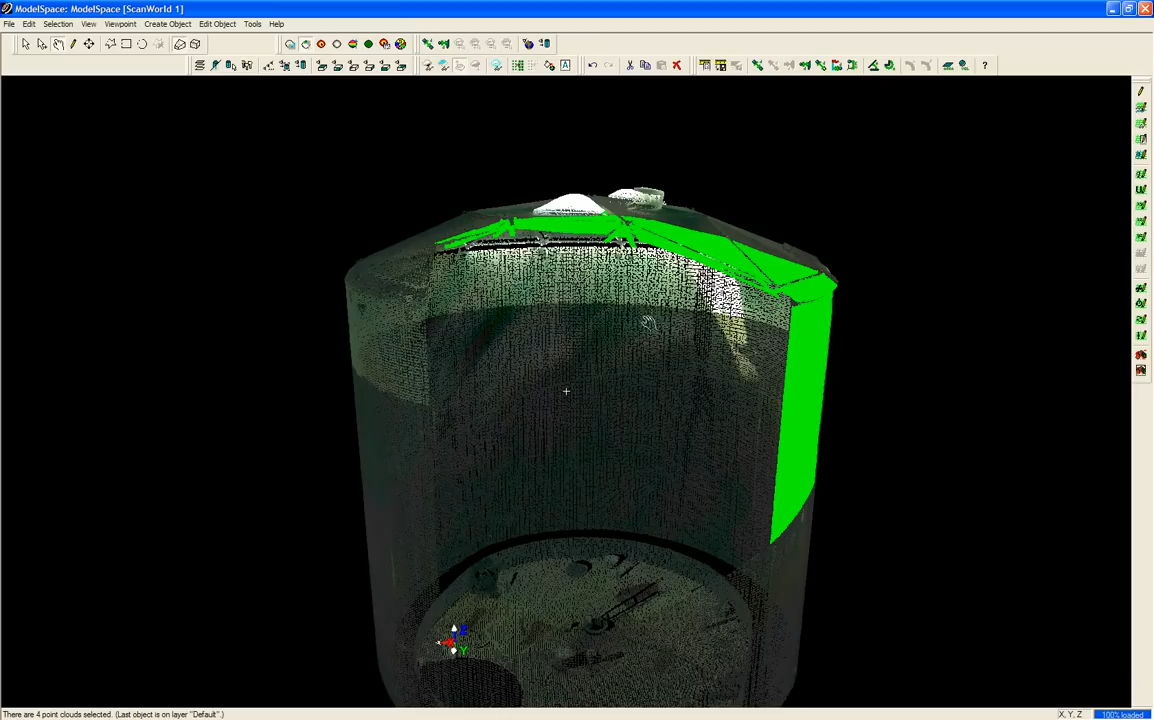 ModelSpace: ModelSpace [ScanWorld 1]
File Edit Selection View Viewpoint Create Object Edit Object Tools Help
A ?
Z
X
Y
There are 4 point clouds selected. (Last object is on layer "Default".) X, Y, Z 100% loaded